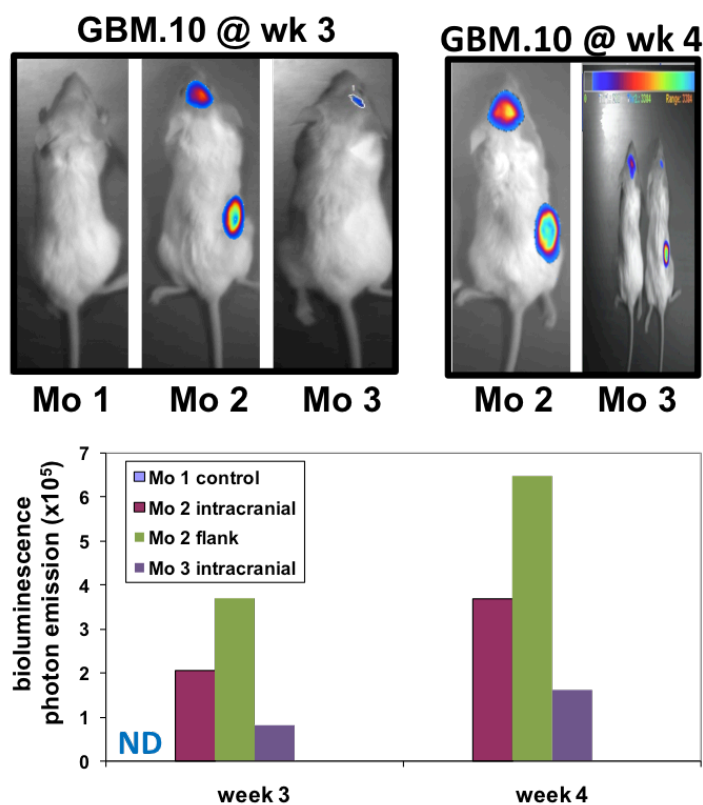 GBM.10 @ wk 3
GBM.10 @ wk 4
Mo 1
Mo 2
Mo 3
Mo 2
Mo 3
bioluminescence
photon emission (x10⁵)
7
6
5
4
3
2
1
0
Mo 1 control
Mo 2 intracranial
Mo 2 flank
Mo 3 intracranial
ND
week 3
week 4